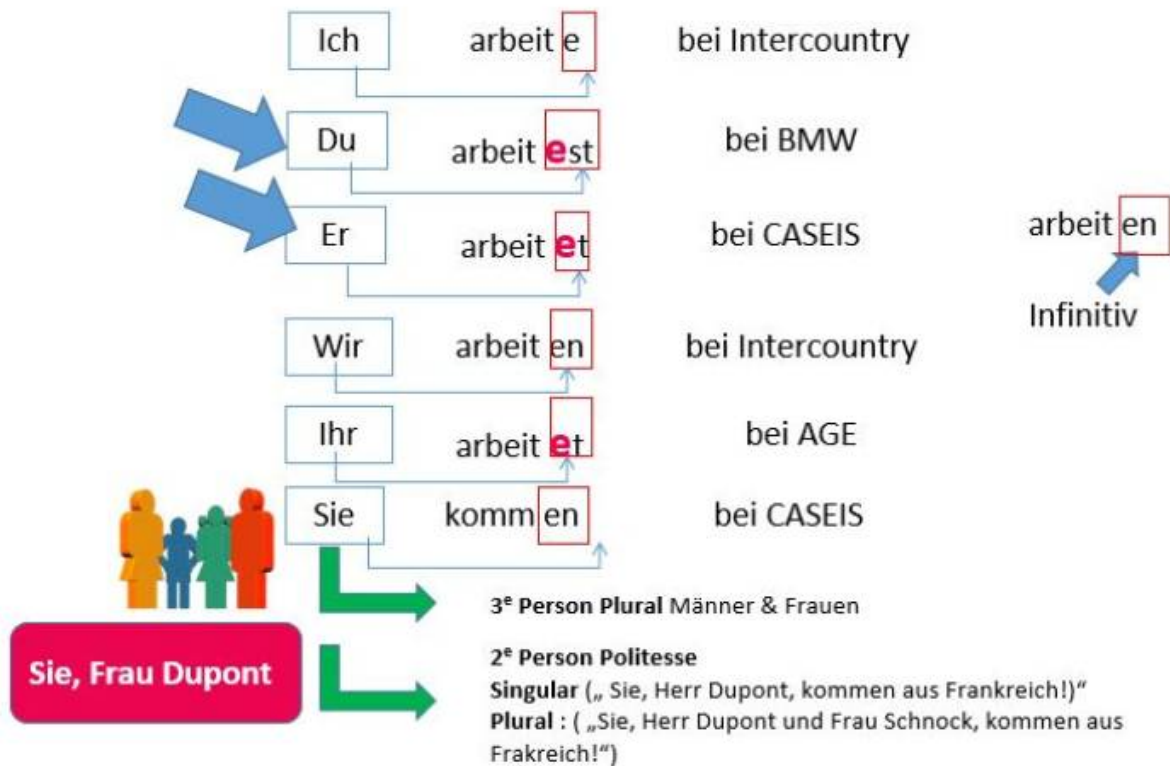 Ich arbeit e bei Intercountry
Du arbeit est bei BMW
Er arbeit et bei CASEIS
arbeit en
Infinitiv
Wir arbeit en bei Intercountry
Ihr arbeit et bei AGE
Sie komm en bei CASEIS
3e Person Plural Männer & Frauen
Sie, Frau Dupont
2e Person Politesse
Singular („ Sie, Herr Dupont, kommen aus Frankreich!)“
Plural : ( „Sie, Herr Dupont und Frau Schnock, kommen aus
Frakreich!“)